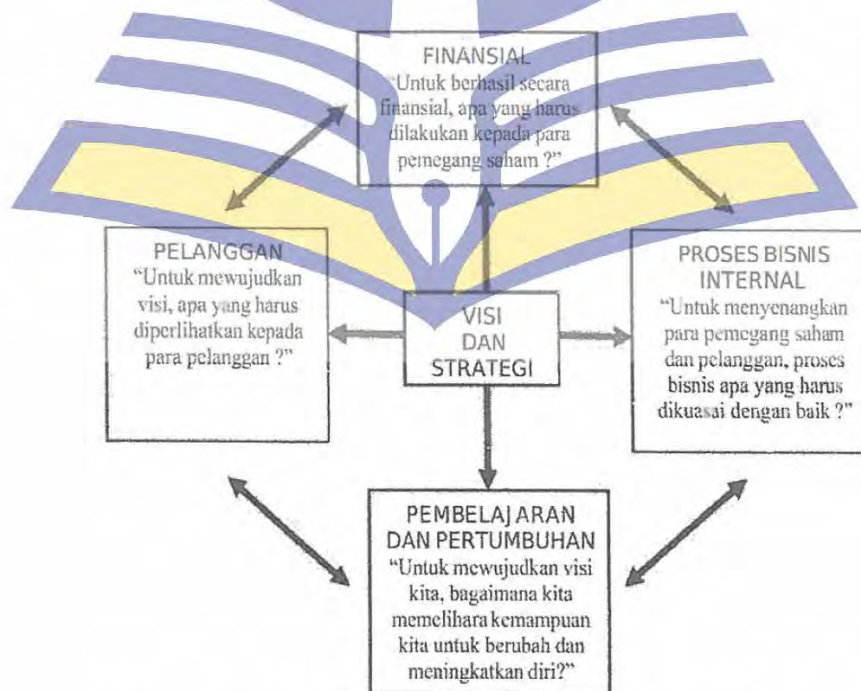 FINANSIAL
“Untuk berhasil secara
finansial, apa yang harus
dilakukan kepada para
pemegang saham ?”
PELANGGAN
“Untuk mewujudkan
visi, apa yang harus
diperlihatkan kepada
para pelanggan ?”
VISI
DAN
STRATEGI
PROSES BISNIS
INTERNAL
“Untuk menyenangkan
para pemegang saham
dan pelanggan, proses
bisnis apa yang harus
dikuasai dengan baik ?”
PEMBELAJARAN
DAN PERTUMBUHAN
“Untuk mewujudkan visi
kita, bagaimana kita
memelihara kemampuan
kita untuk berubah dan
meningkatkan diri?”